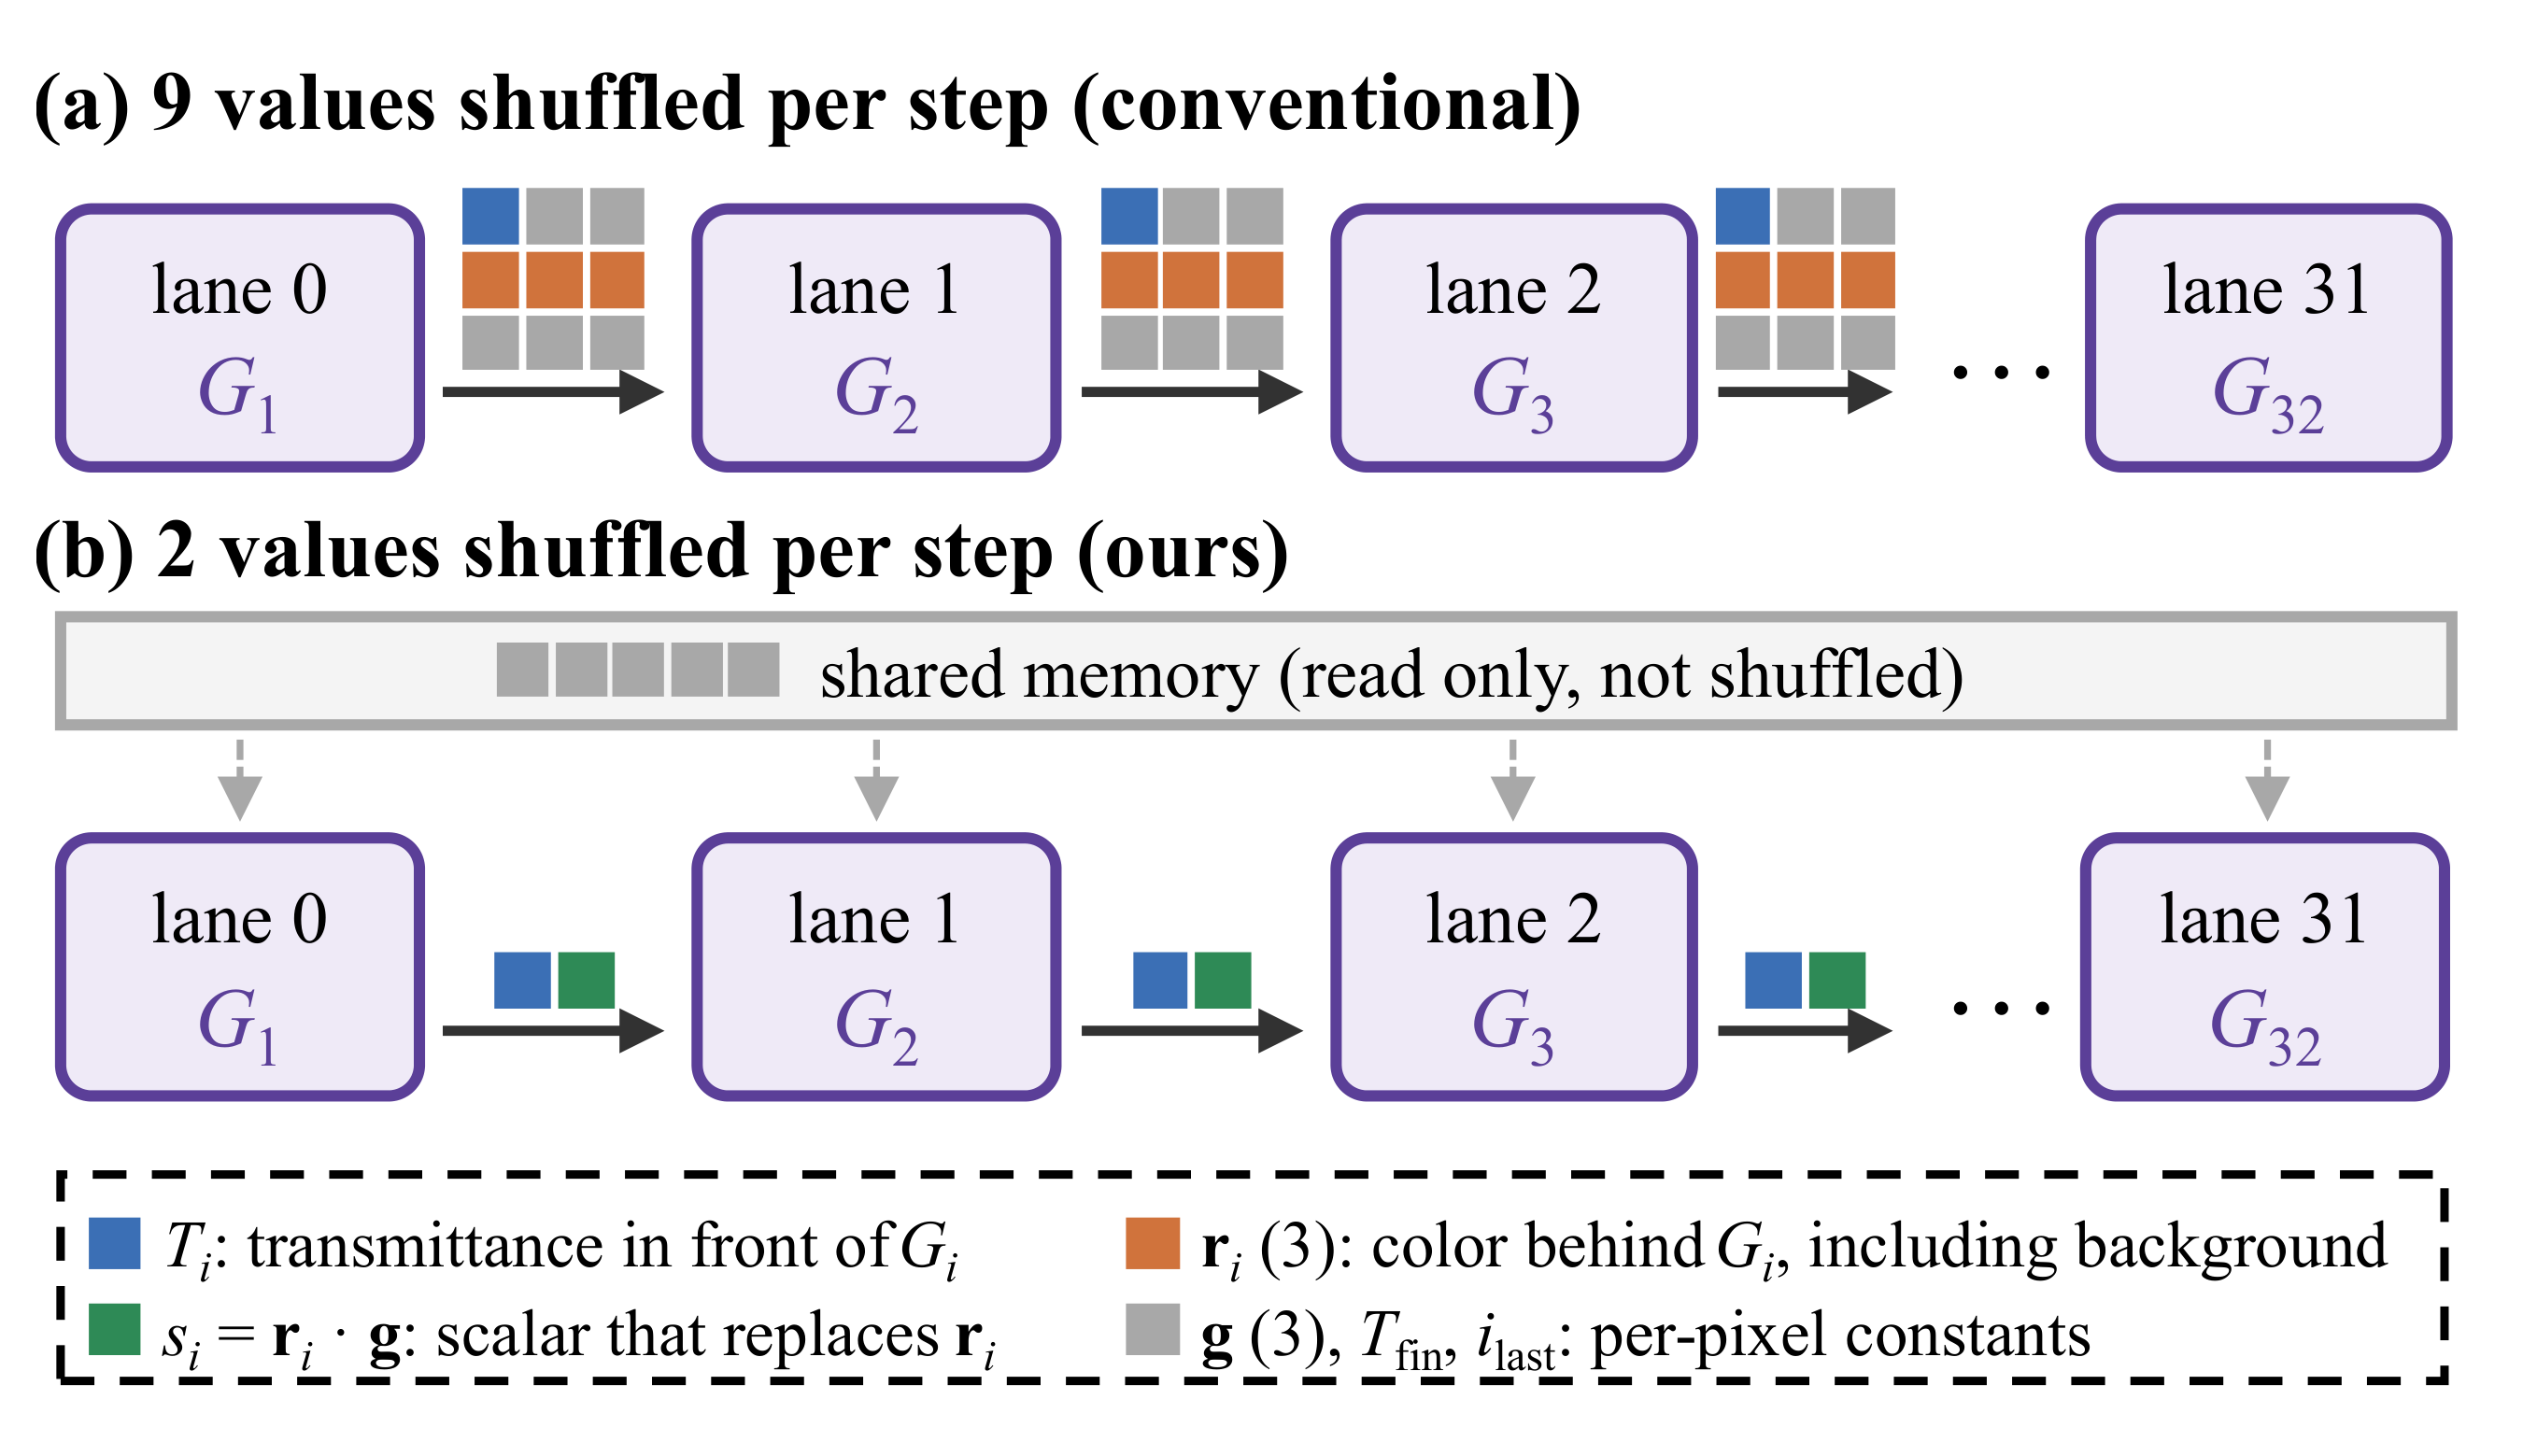 (a) 9 values shuffled per step (conventional)
lane 0 lane 1 lane 2 lane 31
G₁ G₂ G₃ … G₃₂
(b) 2 values shuffled per step (ours)
shared memory (read only, not shuffled)
lane 0 lane 1 lane 2 lane 31
G₁ G₂ G₃ … G₃₂
Tᵢ: transmittance in front of Gᵢ
rᵢ (3): color behind Gᵢ, including background
sᵢ = rᵢ · g: scalar that replaces rᵢ
g (3), T_fin, i_last: per-pixel constants